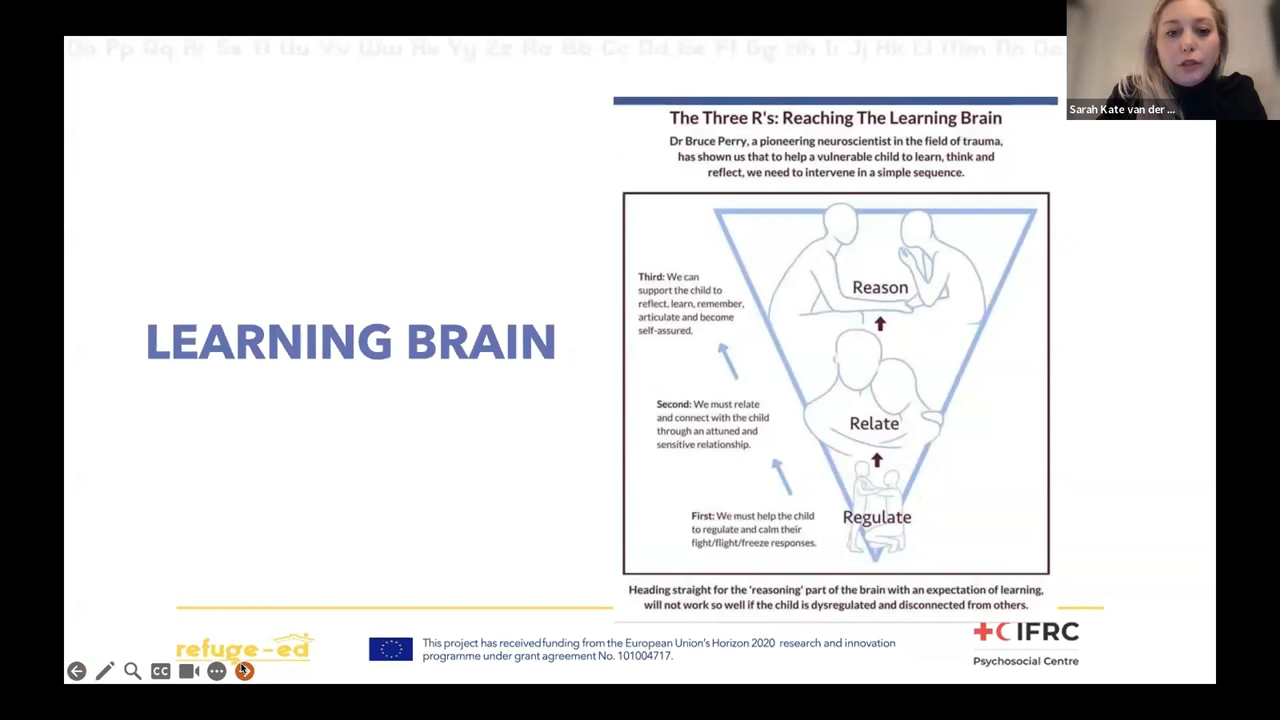 Sarah Kate van der ...
The Three R's: Reaching The Learning Brain
Dr Bruce Perry, a pioneering neuroscientist in the field of trauma,
has shown us that to help a vulnerable child to learn, think and
reflect, we need to intervene in a simple sequence.
LEARNING BRAIN
Third: We can
support the child to
reflect, learn, remember,
articulate and become
self-assured.
Reason
Second: We must relate
and connect with the child
through an attuned and
sensitive relationship.
Relate
First: We must help the child
to regulate and calm their
fight/flight/freeze responses.
Regulate
Heading straight for the 'reasoning' part of the brain with an expectation of learning,
will not work so well if the child is dysregulated and disconnected from others.
refuge-ed
This project has received funding from the European Union's Horizon 2020 research and innovation
programme under grant agreement No. 101004717.
IFRC
Psychosocial Centre
CC